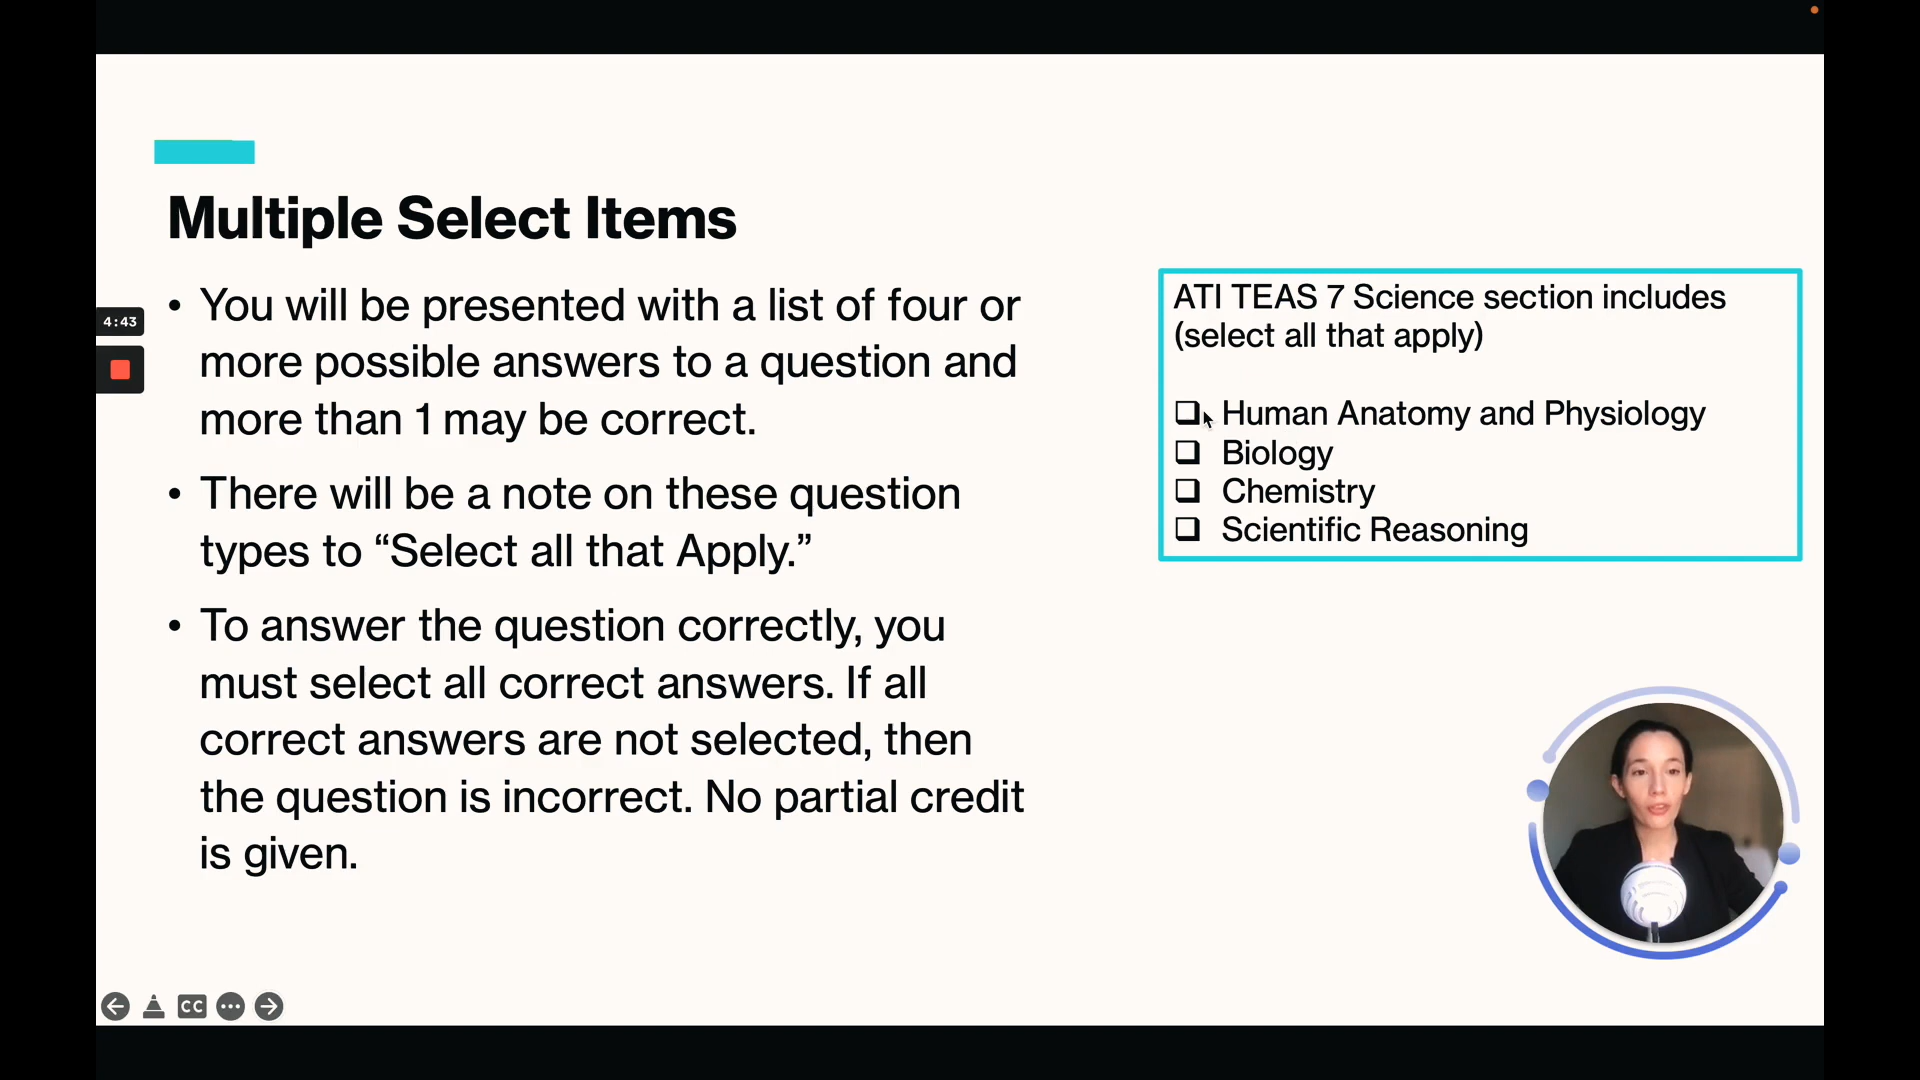 Multiple Select Items
• You will be presented with a list of four or
more possible answers to a question and
more than 1 may be correct.
• There will be a note on these question
types to “Select all that Apply.”
• To answer the question correctly, you
must select all correct answers. If all
correct answers are not selected, then
the question is incorrect. No partial credit
is given.
4:43
ATI TEAS 7 Science section includes
(select all that apply)
❑ Human Anatomy and Physiology
❑ Biology
❑ Chemistry
❑ Scientific Reasoning
CC